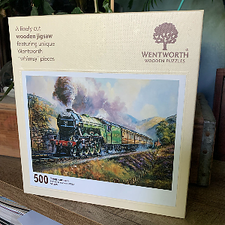 A finely cut
wooden jigsaw
featuring unique
Wentworth
'whimsy' pieces
WENTWORTH
WOODEN PUZZLES
500